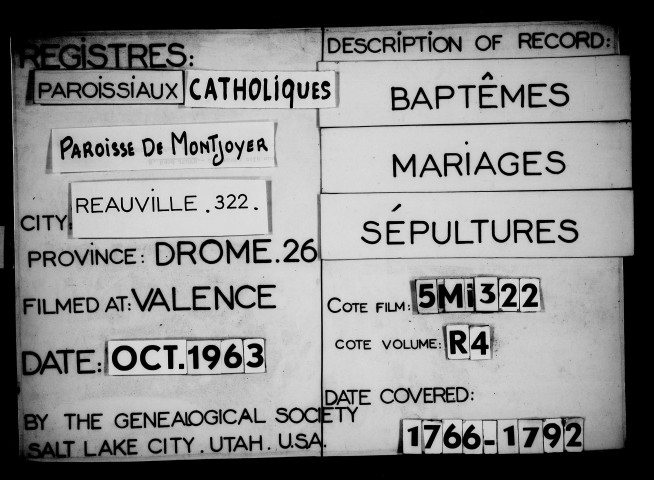 REGISTRES:
PAROISSIAUX CATHOLIQUES
PAROISSE DE MONTJOYER
CITY: REAUVILLE . 322 .
PROVINCE: DROME. 26
FILMED AT: VALENCE
DATE: OCT. 1963
BY THE GENEALOGICAL SOCIETY
SALT LAKE CITY . UTAH . U.S.A.
DESCRIPTION OF RECORD:
BAPTÊMES
MARIAGES
SÉPULTURES
COTE FILM: 5Mi322
COTE VOLUME: R4
DATE COVERED:
1766-1792